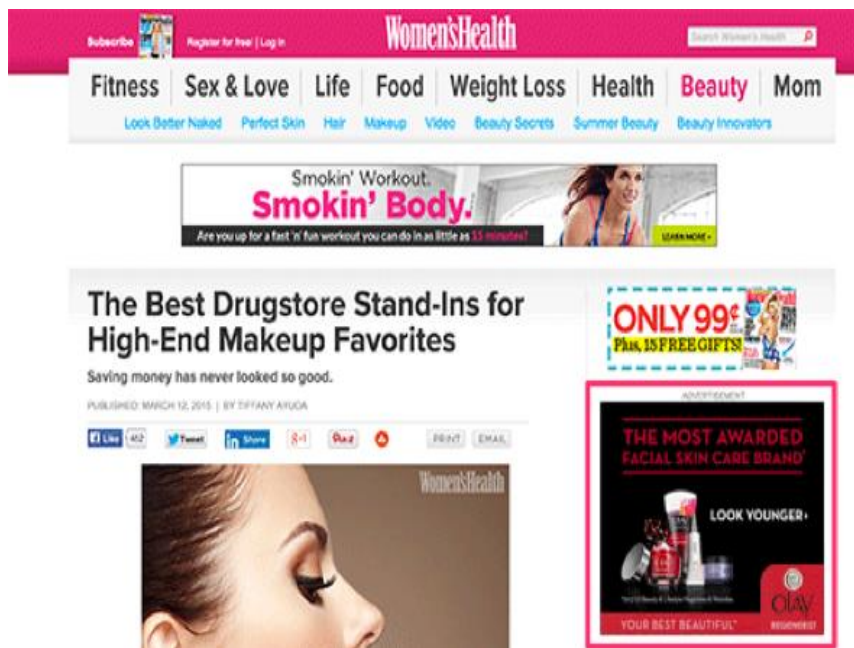 Subscribe
Register for free! | Log in
Women'sHealth
Search Women's Health
Fitness
Sex & Love
Life
Food
Weight Loss
Health
Beauty
Mom
Look Better Naked
Perfect Skin
Hair
Makeup
Video
Beauty Secrets
Summer Beauty
Beauty Innovators
Smokin' Workout.
Smokin' Body.
Are you up for a fast 'n' fun workout you can do in as little as 15 minutes?
LEARN MORE
The Best Drugstore Stand-Ins for
High-End Makeup Favorites
Saving money has never looked so good.
PUBLISHED: MARCH 12, 2015 | BY TIFFANY AYUDA
Like
452
Tweet
in Share
g+1
Pin it
PRINT
EMAIL
Women'sHealth
ONLY 99¢
Plus, 15 FREE GIFTS!
ADVERTISEMENT
THE MOST AWARDED
FACIAL SKIN CARE BRAND*
LOOK YOUNGER
OLAY
REGENERIST
YOUR BEST BEAUTIFUL™